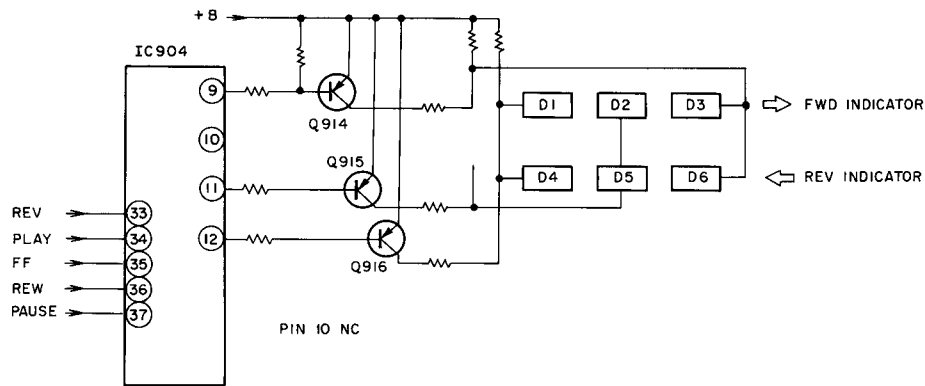 +8
IC904
9
Q914
D1 D2 D3 FWD INDICATOR
10
Q915
11
D4 D5 D6 REV INDICATOR
REV 33
PLAY 34
12
Q916
FF 35
REW 36
PAUSE 37
PIN 10 NC